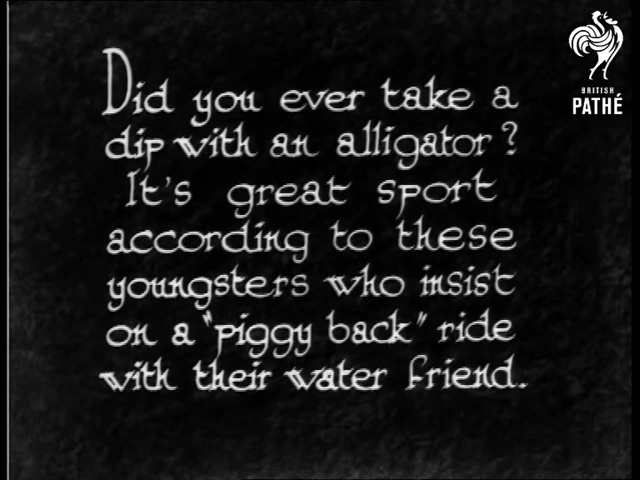 Did you ever take a
dip with an alligator?
It's great sport
according to these
youngsters who insist
on a "piggy back" ride
with their water friend.
BRITISH
PATHÉ